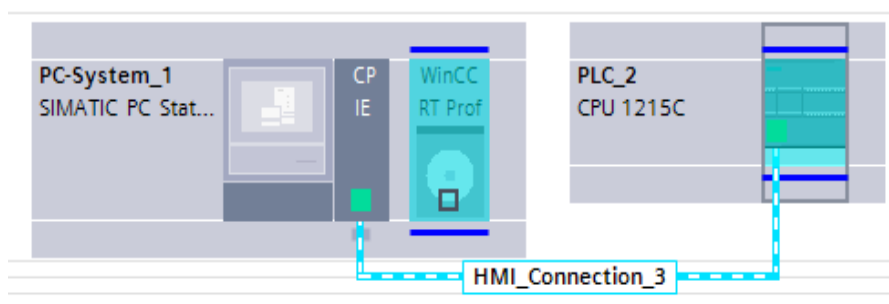 PC-System_1
SIMATIC PC Stat...
CP
IE
WinCC
RT Prof
PLC_2
CPU 1215C
HMI_Connection_3